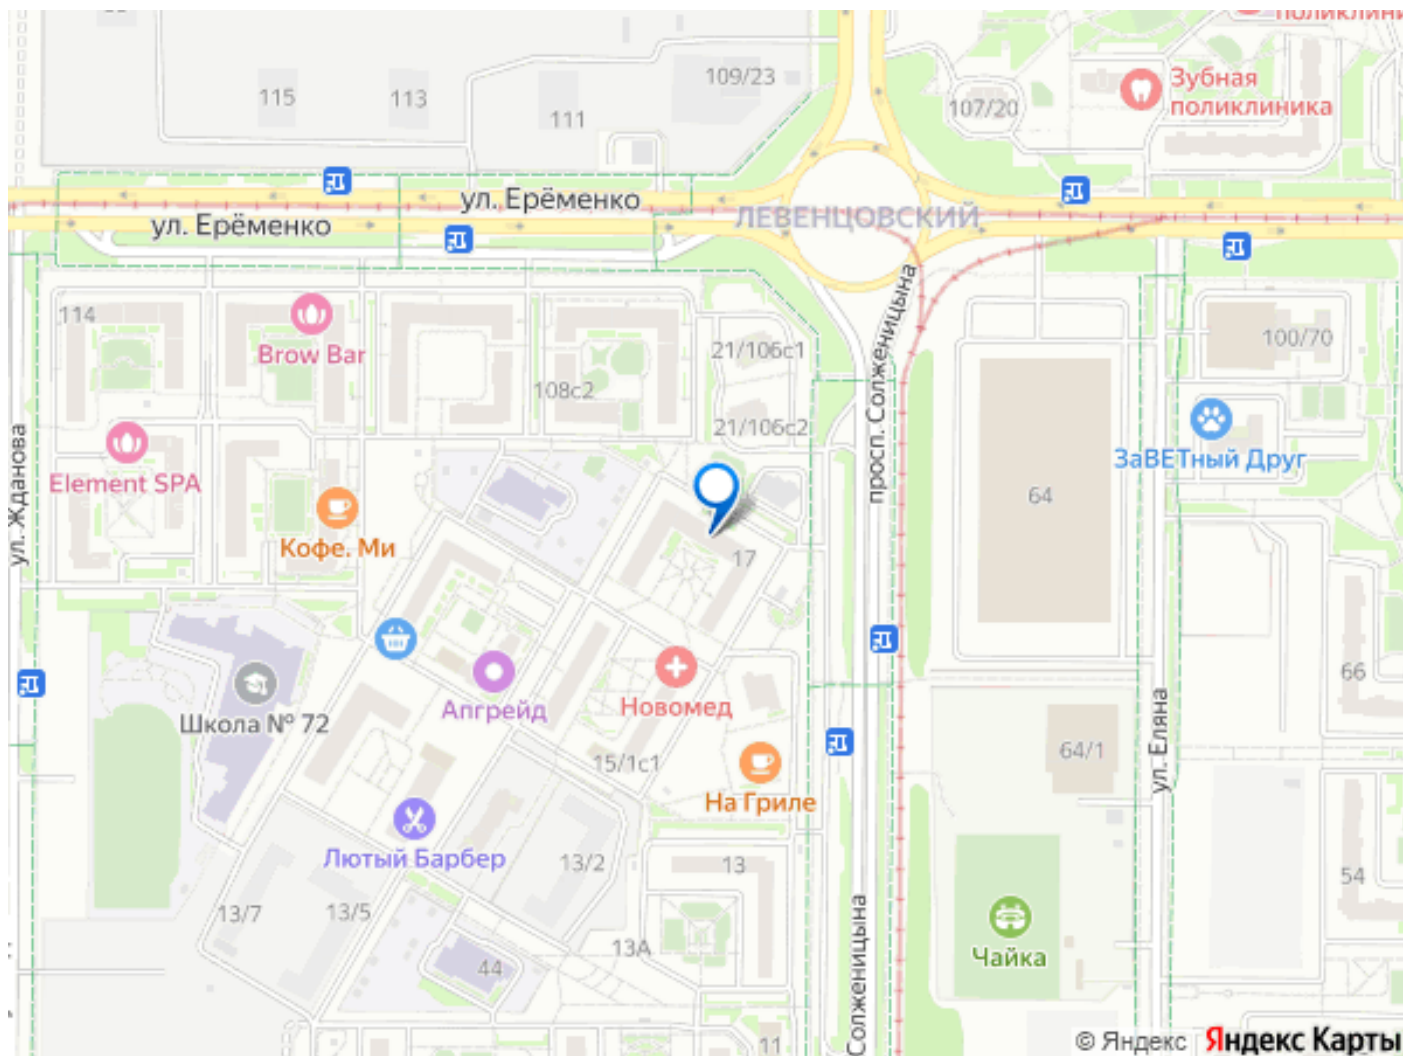 поликлини
109/23
115
113
111
107/20
Зубная
поликлиника
ул. Ерёменко
ул. Ерёменко
ЛЕВЕНЦОВСКИЙ
114
Brow Bar
21/106с1
100/70
108с2
21/106с2
просп. Солженицына
ЗаВЕТный Друг
Element SPA
ул. Жданова
64
Кофе. Ми
17
66
Школа № 72
Апгрейд
Новомед
ул. Еляна
64/1
15/1с1
На Гриле
Лютый Барбер
13/2
13
54
13/7
13/5
13А
Солженицына
Чайка
44
11
© Яндекс Яндекс Карты